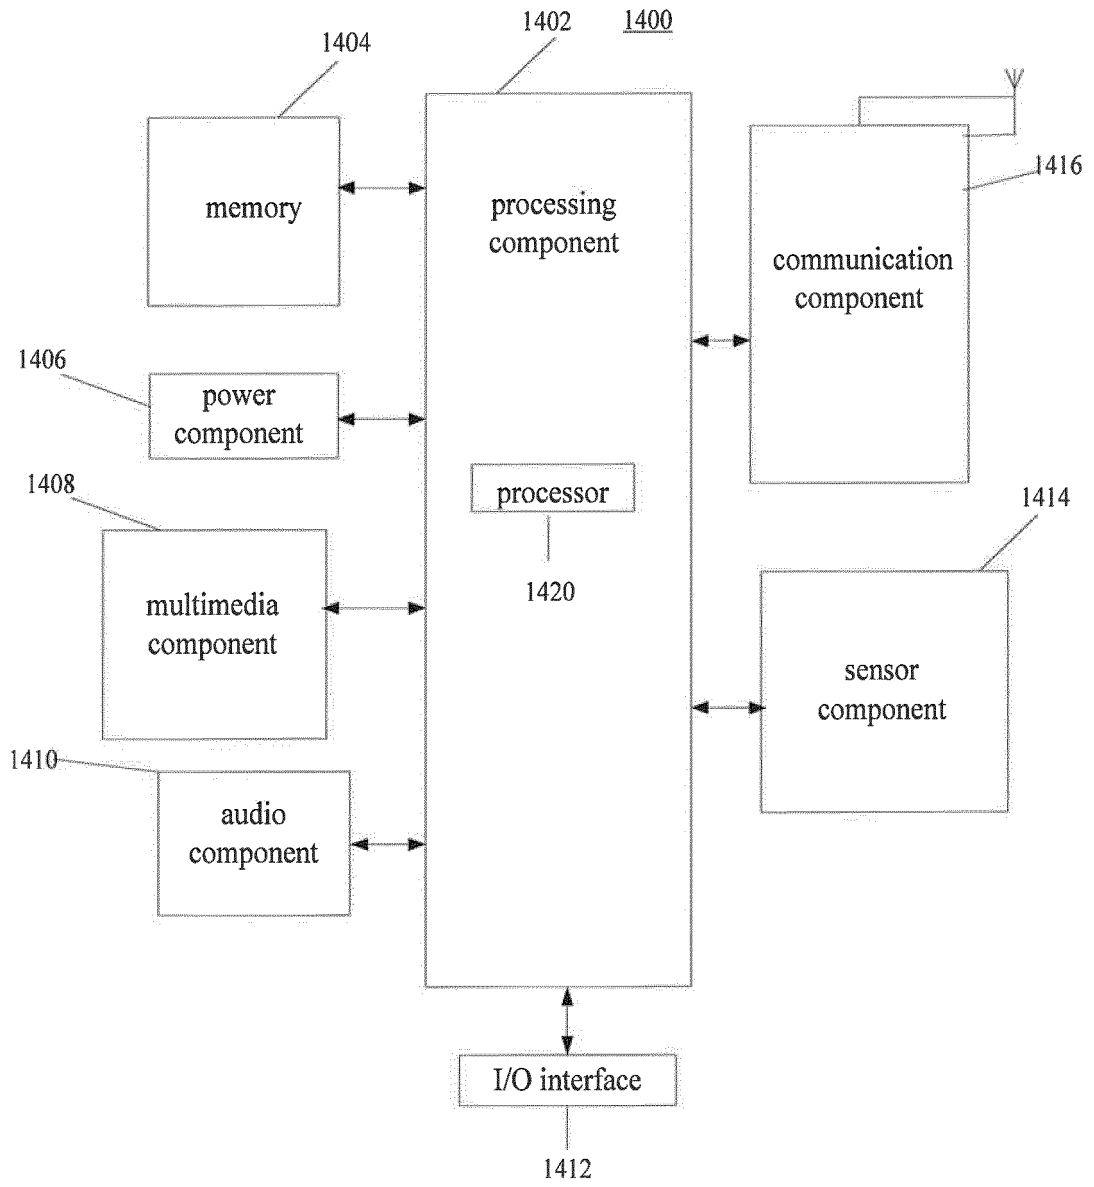 1402
1400
1404
1416
memory
processing
component
communication
component
1406
power
component
1408
processor
1414
1420
multimedia
component
sensor
component
1410
audio
component
I/O interface
1412